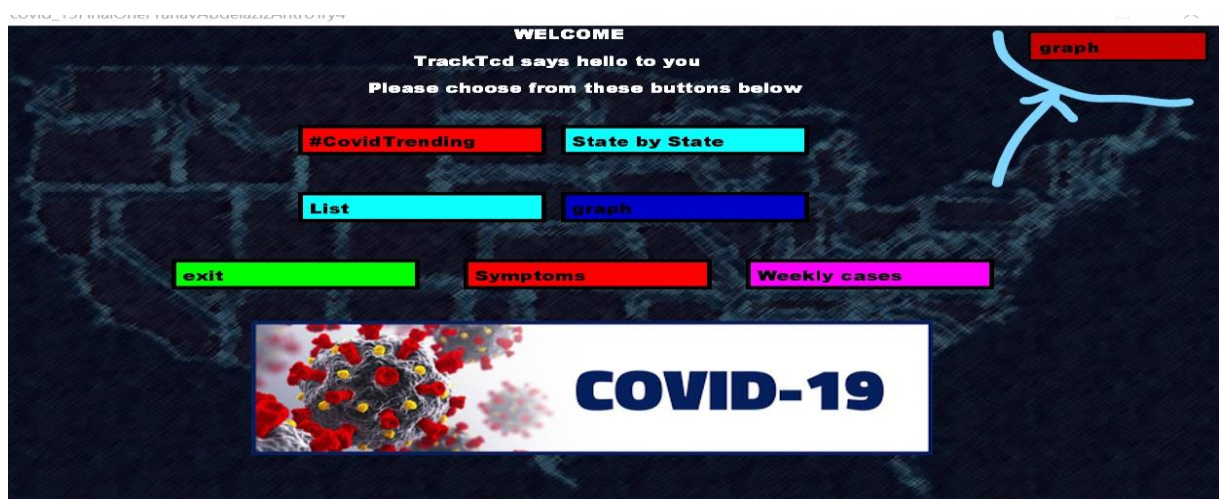 WELCOME
graph
TrackTcd says hello to you
Please choose from these buttons below
#CovidTrending
State by State
List
graph
exit
Symptoms
Weekly cases
COVID-19